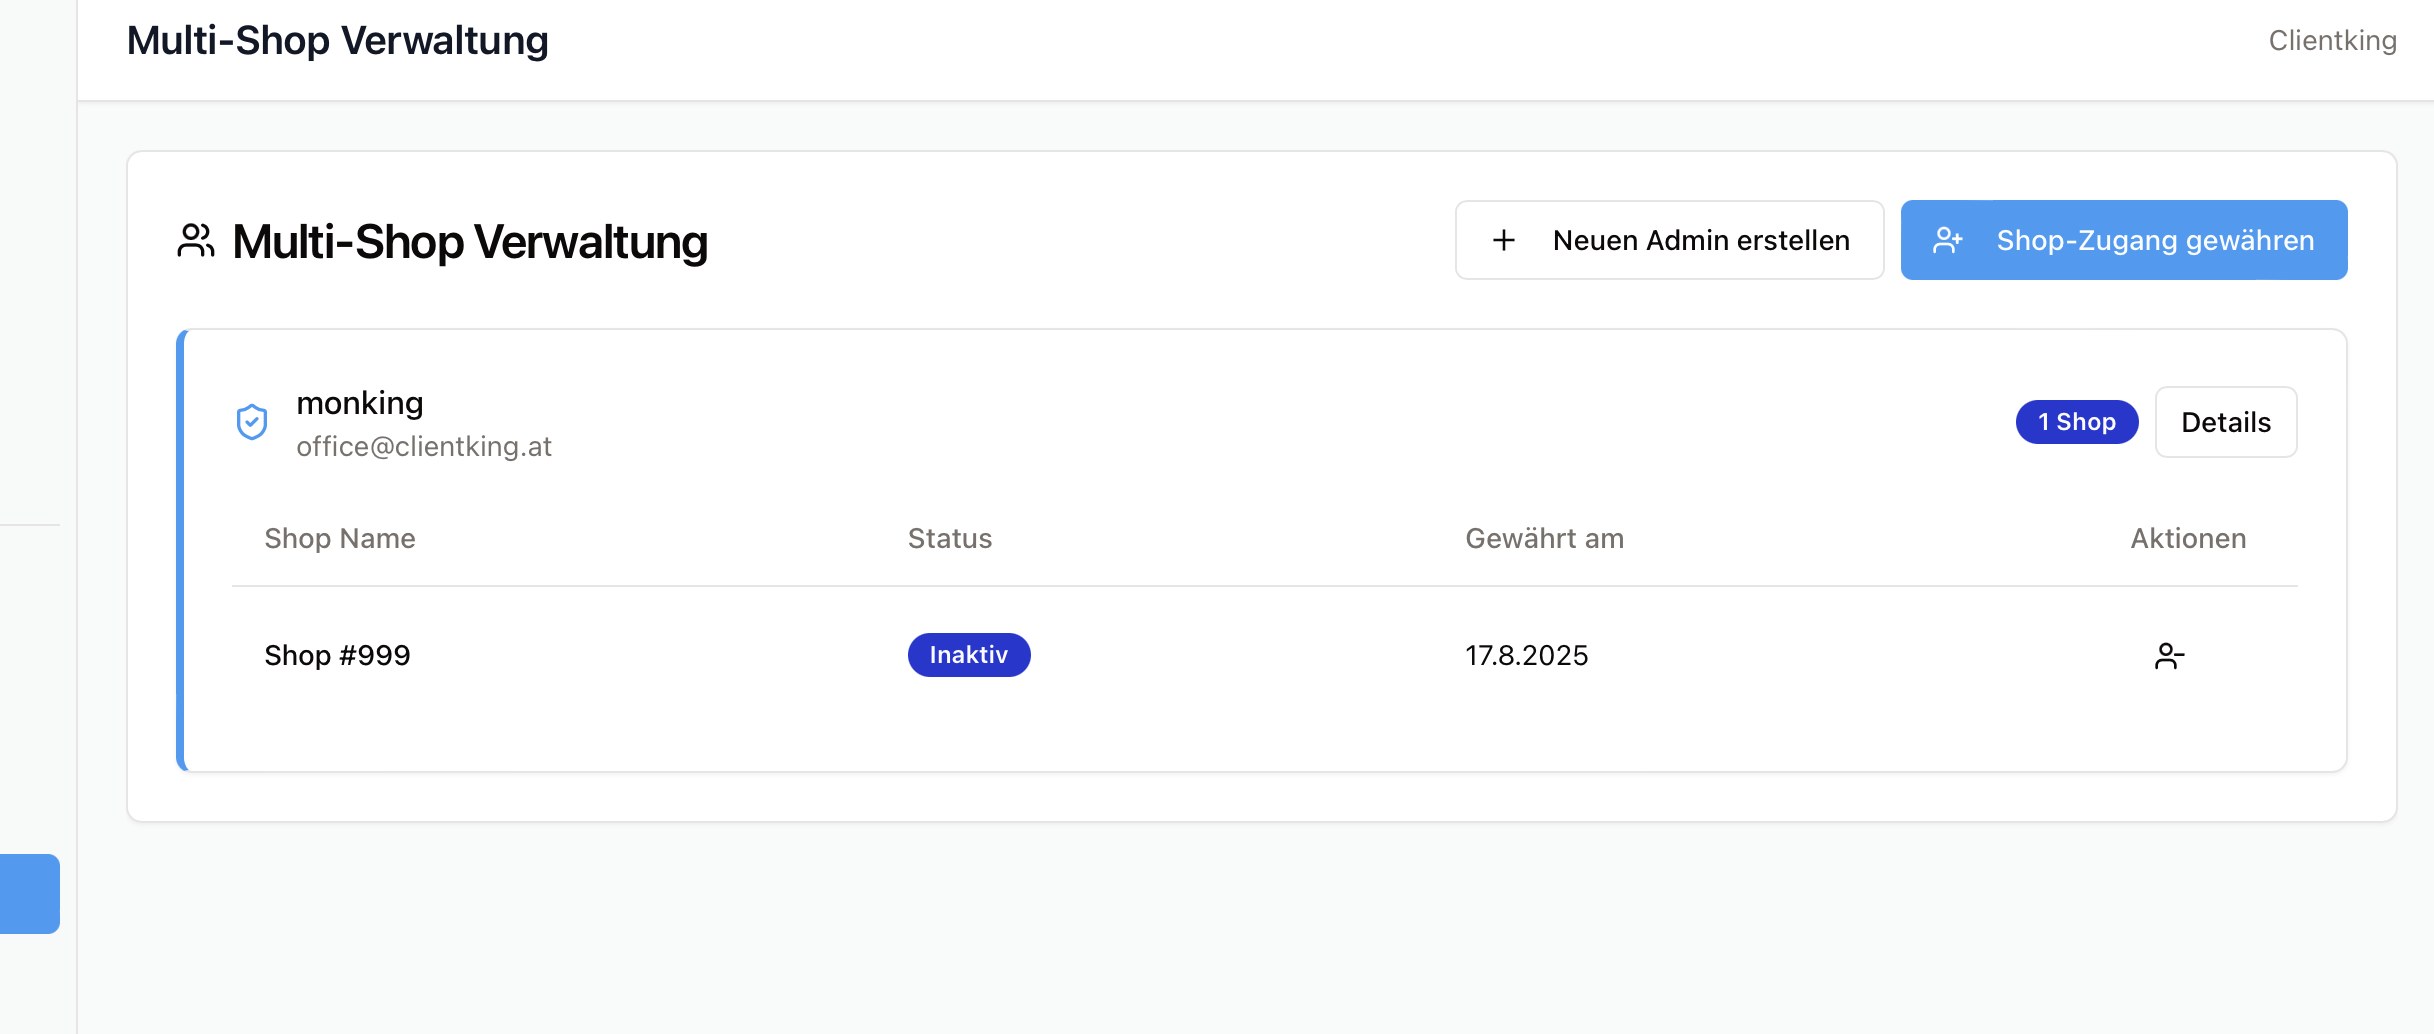 Multi-Shop Verwaltung
Clientking
Multi-Shop Verwaltung
Neuen Admin erstellen
Shop-Zugang gewähren
monking
office@clientking.at
1 Shop
Details
Shop Name
Status
Gewährt am
Aktionen
Shop #999
Inaktiv
17.8.2025